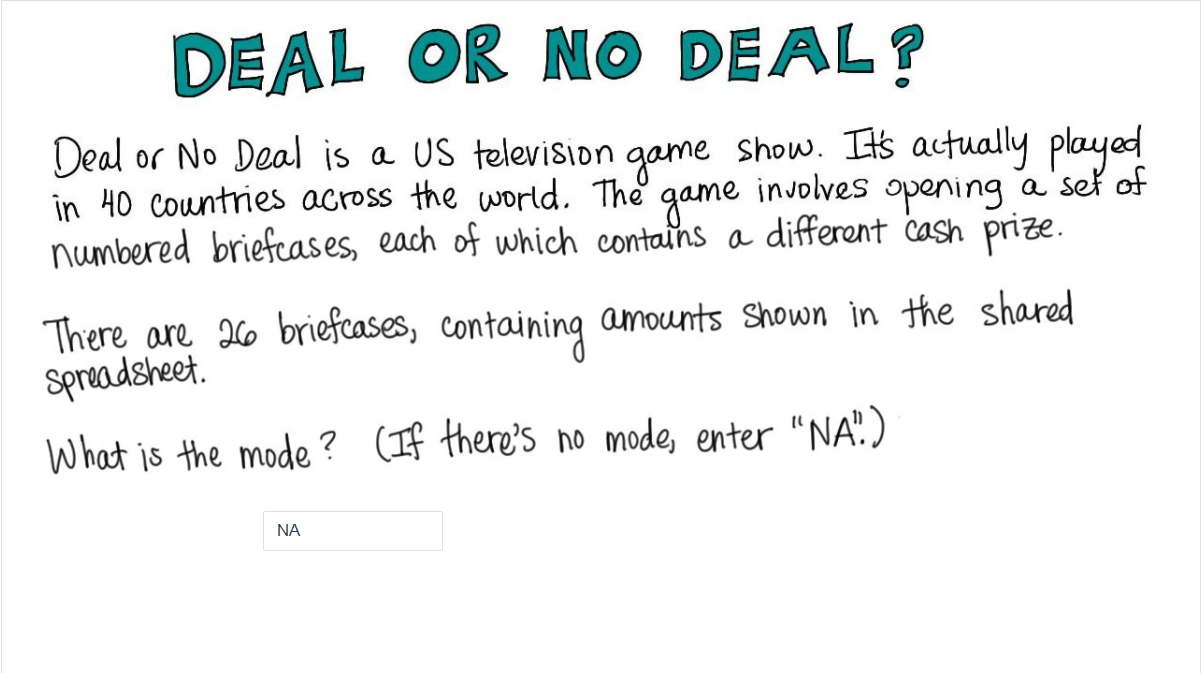 DEAL OR NO DEAL?
Deal or No Deal is a US television game show. It's actually played
in 40 countries across the world. The game involves opening a set of
numbered briefcases, each of which contains a different cash prize.
There are 26 briefcases, containing amounts shown in the shared
spreadsheet.
What is the mode? (If there's no mode, enter "NA".)
NA